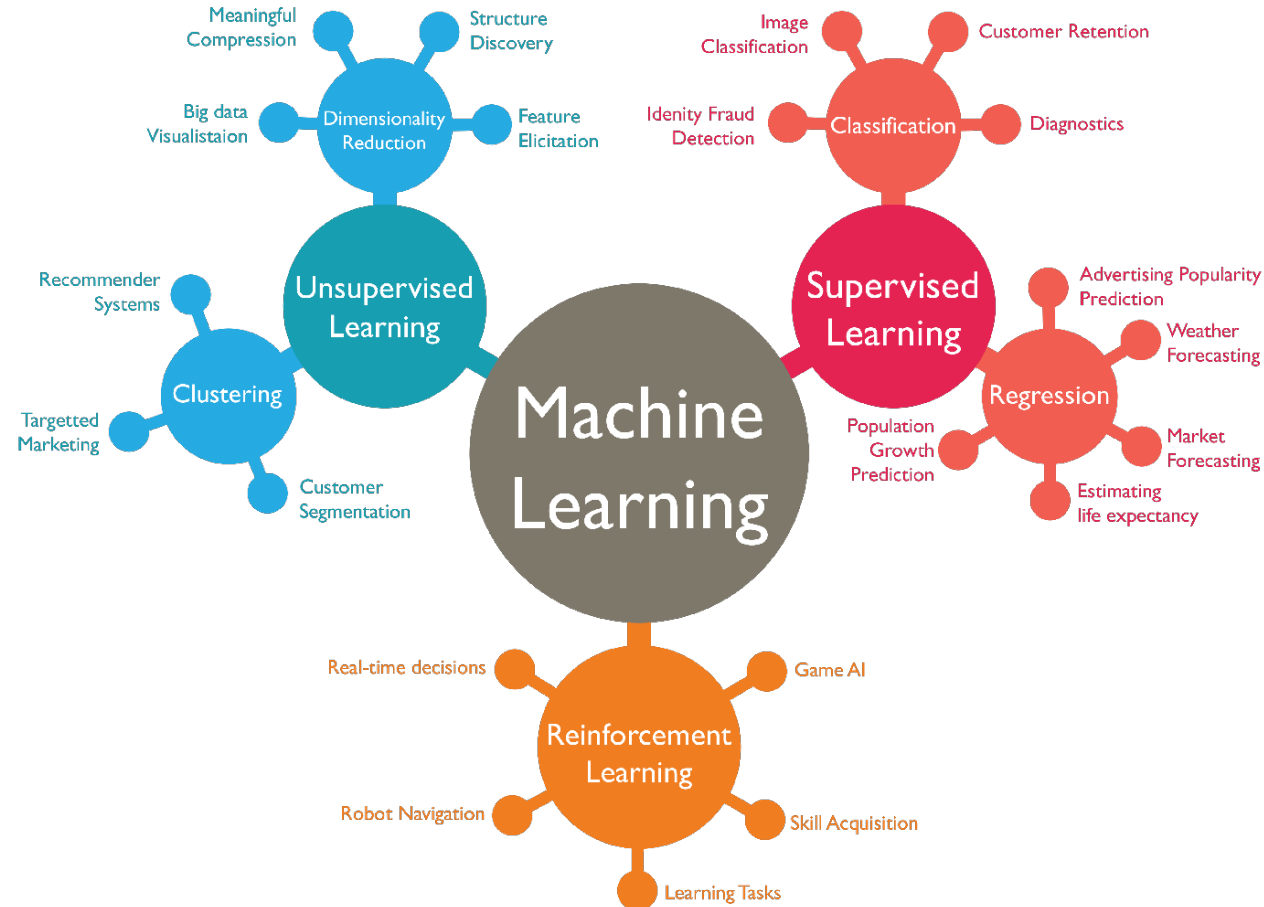 Meaningful
Compression
Structure
Discovery
Big data
Visualistaion
Dimensionality
Reduction
Feature
Elicitation
Unsupervised
Learning
Recommender
Systems
Clustering
Targetted
Marketing
Customer
Segmentation
Machine
Learning
Image
Classification
Customer Retention
Idenity Fraud
Detection
Classification
Diagnostics
Supervised
Learning
Advertising Popularity
Prediction
Weather
Forecasting
Regression
Population
Growth
Prediction
Market
Forecasting
Estimating
life expectancy
Real-time decisions
Game AI
Reinforcement
Learning
Robot Navigation
Skill Acquisition
Learning Tasks